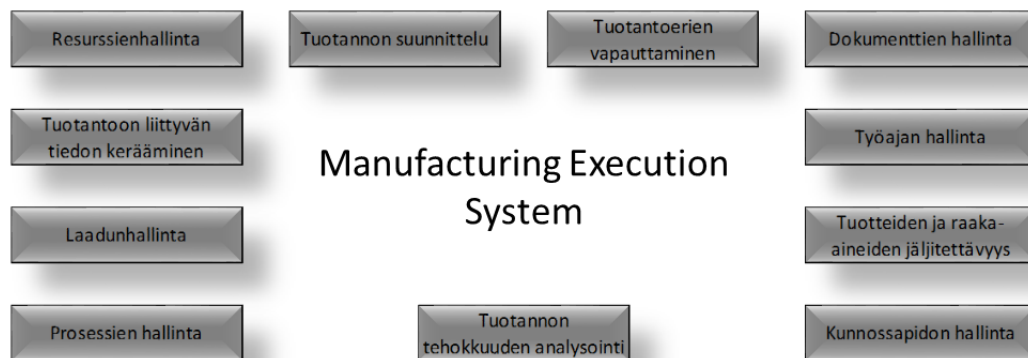 Resurssienhallinta
Tuotannon suunnittelu
Tuotantoerien
vapauttaminen
Dokumenttien hallinta
Tuotantoon liittyvän
tiedon kerääminen
Työajan hallinta
Manufacturing Execution
System
Laadunhallinta
Tuotteiden ja raaka-
aineiden jäljitettävyys
Prosessien hallinta
Tuotannon
tehokkuuden analysointi
Kunnossapidon hallinta